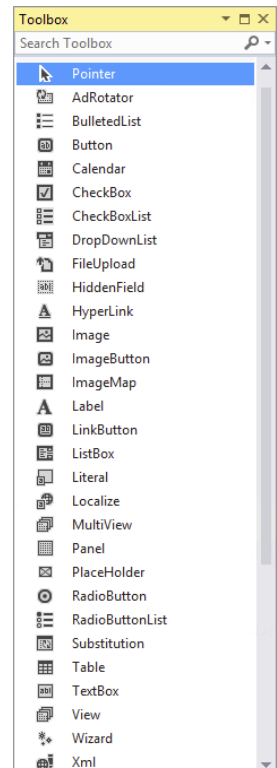 Toolbox
Search Toolbox
Pointer
AdRotator
BulletedList
Button
Calendar
CheckBox
CheckBoxList
DropDownList
FileUpload
HiddenField
HyperLink
Image
ImageButton
ImageMap
Label
LinkButton
ListBox
Literal
Localize
MultiView
Panel
PlaceHolder
RadioButton
RadioButtonList
Substitution
Table
TextBox
View
Wizard
Xml